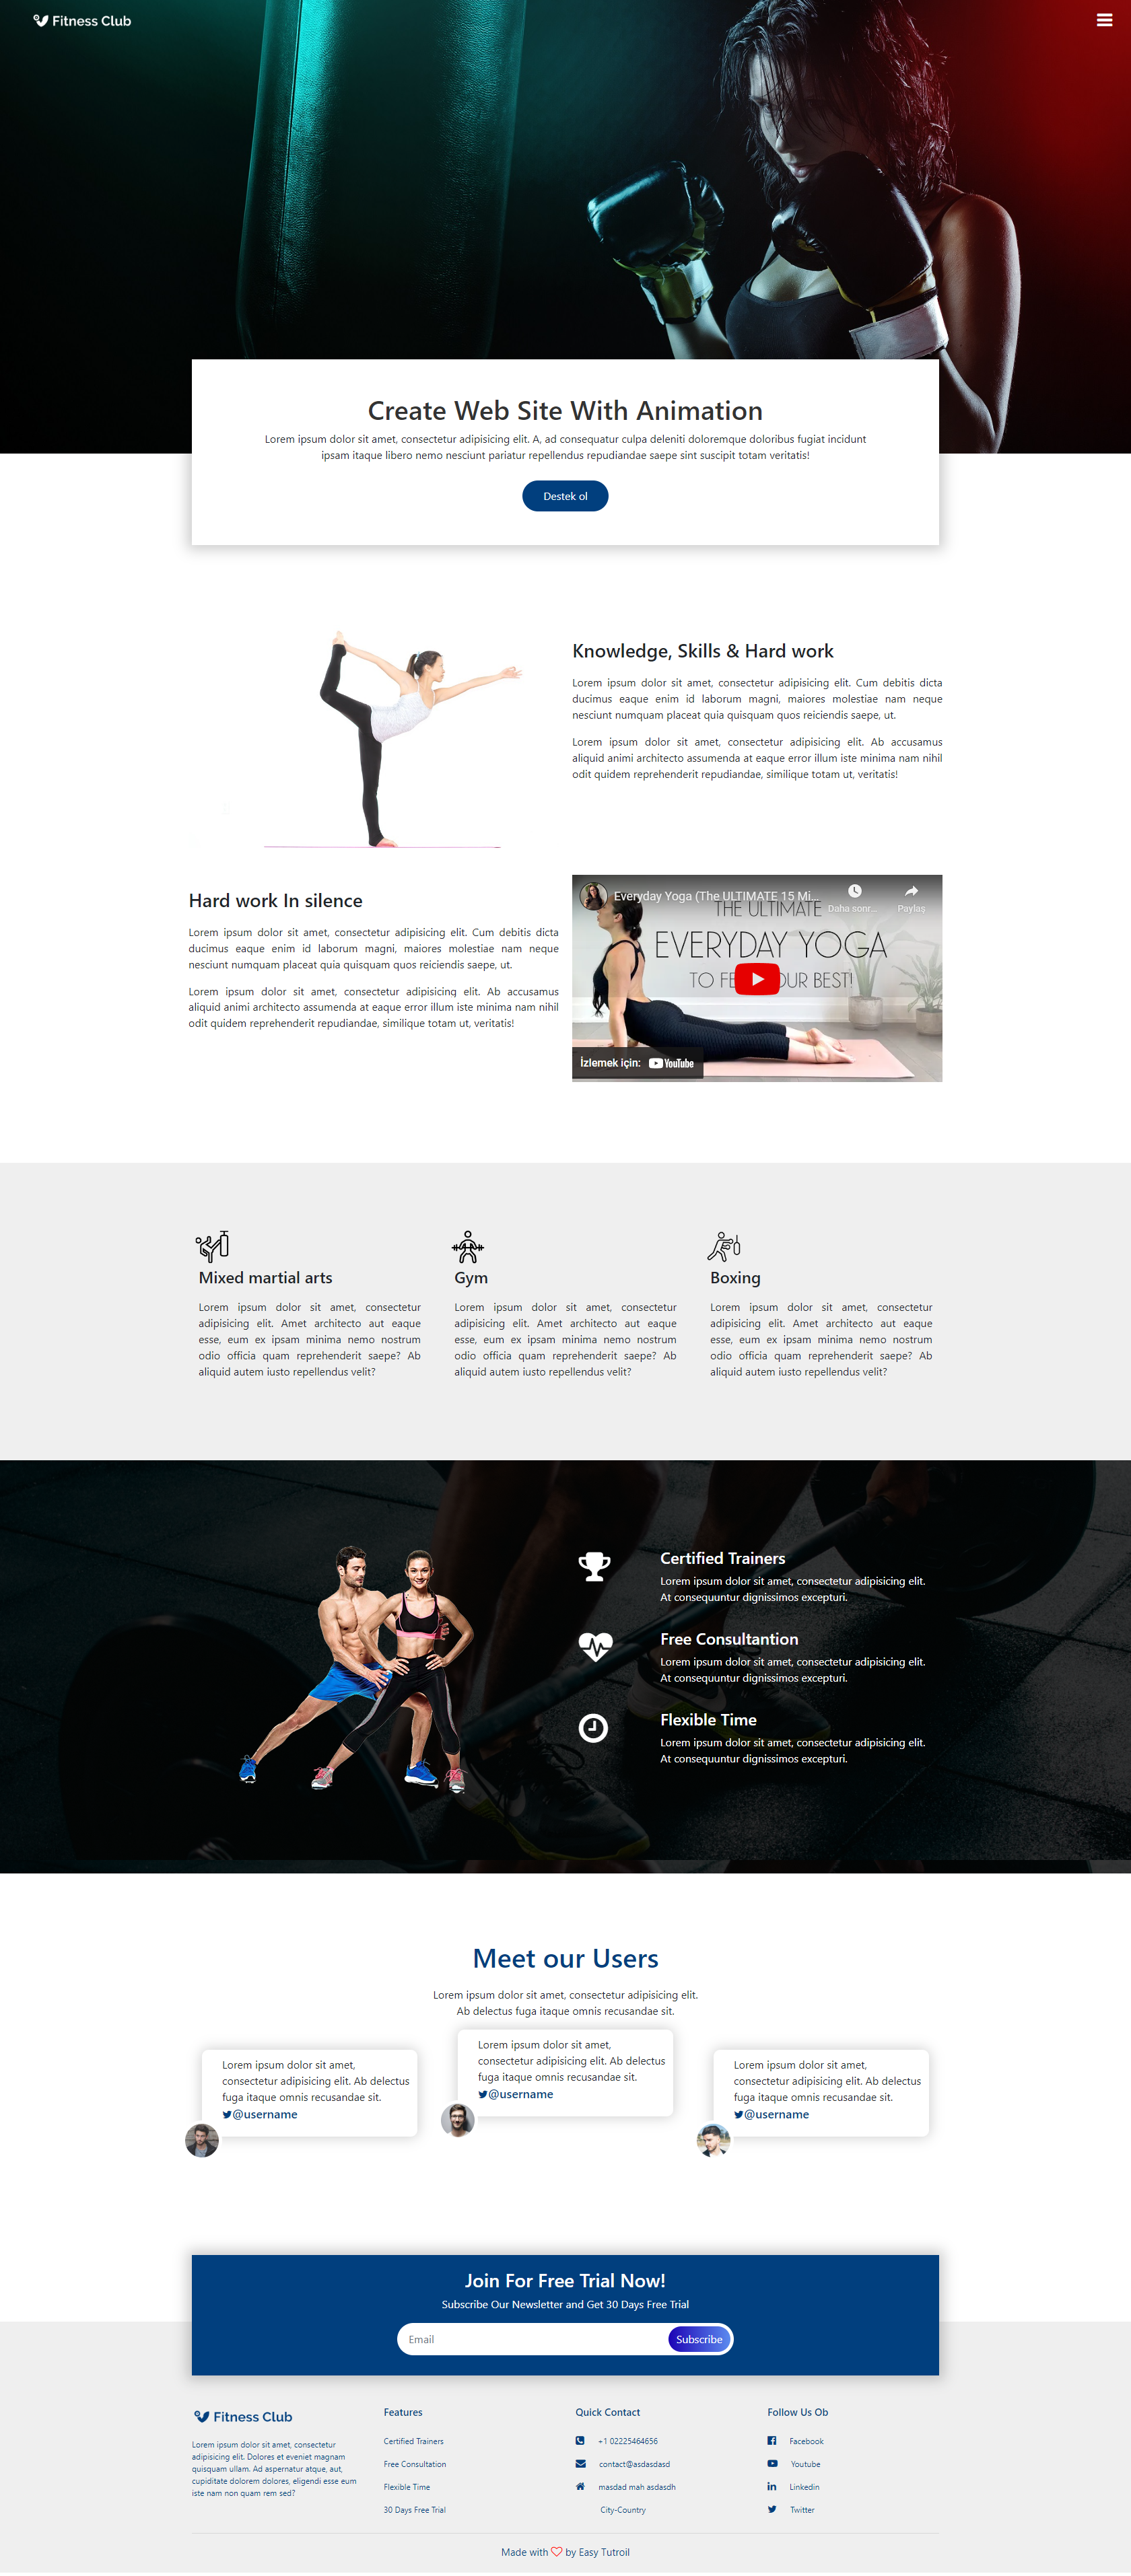 Fitness Club
Create Web Site With Animation
Lorem ipsum dolor sit amet, consectetur adipisicing elit. A, ad consequatur culpa deleniti doloremque doloribus fugiat incidunt
ipsam itaque libero nemo nesciunt pariatur repellendus repudiandae saepe sint suscipit totam veritatis!
Destek ol
Knowledge, Skills & Hard work
Lorem ipsum dolor sit amet, consectetur adipisicing elit. Cum debitis dicta
ducimus eaque enim id laborum magni, maiores molestiae nam neque
nesciunt numquam placeat quia quisquam quos reiciendis saepe, ut.
Lorem ipsum dolor sit amet, consectetur adipisicing elit. Ab accusamus
aliquid animi architecto assumenda at eaque error illum iste minima nam nihil
odit quidem reprehenderit repudiandae, similique totam ut, veritatis!
Hard work In silence
Lorem ipsum dolor sit amet, consectetur adipisicing elit. Cum debitis dicta
ducimus eaque enim id laborum magni, maiores molestiae nam neque
nesciunt numquam placeat quia quisquam quos reiciendis saepe, ut.
Lorem ipsum dolor sit amet, consectetur adipisicing elit. Ab accusamus
aliquid animi architecto assumenda at eaque error illum iste minima nam nihil
odit quidem reprehenderit repudiandae, similique totam ut, veritatis!
Everyday Yoga (The ULTIMATE 15 Mi...
Daha sonr...
Paylaş
THE ULTIMATE
EVERYDAY YOGA
TO FE OUR BEST!
İzlemek için: YouTube
Mixed martial arts
Lorem ipsum dolor sit amet, consectetur
adipisicing elit. Amet architecto aut eaque
esse, eum ex ipsam minima nemo nostrum
odio officia quam reprehenderit saepe? Ab
aliquid autem iusto repellendus velit?
Gym
Lorem ipsum dolor sit amet, consectetur
adipisicing elit. Amet architecto aut eaque
esse, eum ex ipsam minima nemo nostrum
odio officia quam reprehenderit saepe? Ab
aliquid autem iusto repellendus velit?
Boxing
Lorem ipsum dolor sit amet, consectetur
adipisicing elit. Amet architecto aut eaque
esse, eum ex ipsam minima nemo nostrum
odio officia quam reprehenderit saepe? Ab
aliquid autem iusto repellendus velit?
Certified Trainers
Lorem ipsum dolor sit amet, consectetur adipisicing elit.
At consequuntur dignissimos excepturi.
Free Consultantion
Lorem ipsum dolor sit amet, consectetur adipisicing elit.
At consequuntur dignissimos excepturi.
Flexible Time
Lorem ipsum dolor sit amet, consectetur adipisicing elit.
At consequuntur dignissimos excepturi.
Meet our Users
Lorem ipsum dolor sit amet, consectetur adipisicing elit.
Ab delectus fuga itaque omnis recusandae sit.
Lorem ipsum dolor sit amet,
consectetur adipisicing elit. Ab delectus
fuga itaque omnis recusandae sit.
@username
Lorem ipsum dolor sit amet,
consectetur adipisicing elit. Ab delectus
fuga itaque omnis recusandae sit.
@username
Lorem ipsum dolor sit amet,
consectetur adipisicing elit. Ab delectus
fuga itaque omnis recusandae sit.
@username
Join For Free Trial Now!
Subscribe Our Newsletter and Get 30 Days Free Trial
Email
Subscribe
Fitness Club
Lorem ipsum dolor sit amet, consectetur
adipisicing elit. Dolores et eveniet magnam
quisquam ullam. Ad aspernatur atque, aut,
cupiditate dolorem dolores, eligendi esse eum
iste nam non quam rem sed?
Features
Certified Trainers
Free Consultation
Flexible Time
30 Days Free Trial
Quick Contact
+1 02225464656
contact@asdasdasd
masdad mah asdasdh
City-Country
Follow Us Ob
Facebook
Youtube
Linkedin
Twitter
Made with by Easy Tutroil